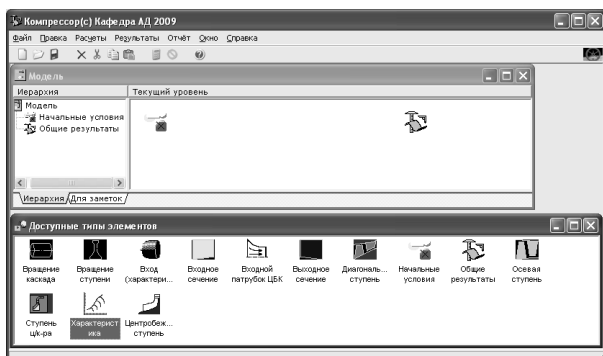 Компрессор(с) Кафедра АД 2009
Файл Правка Расчеты Результаты Отчёт Окно Справка
Модель
Иерархия Текущий уровень
Модель
Начальные условия
Общие результаты
Иерархия Для заметок
Доступные типы элементов
Вращение каскада
Вращение ступени
Вход (характери...
Входное сечение
Входной патрубок ЦБК
Выходное сечение
Диагональ... ступень
Начальные условия
Общие результаты
Осевая ступень
Ступень ц/к-ра
Характерист ика
Центробеж... ступень